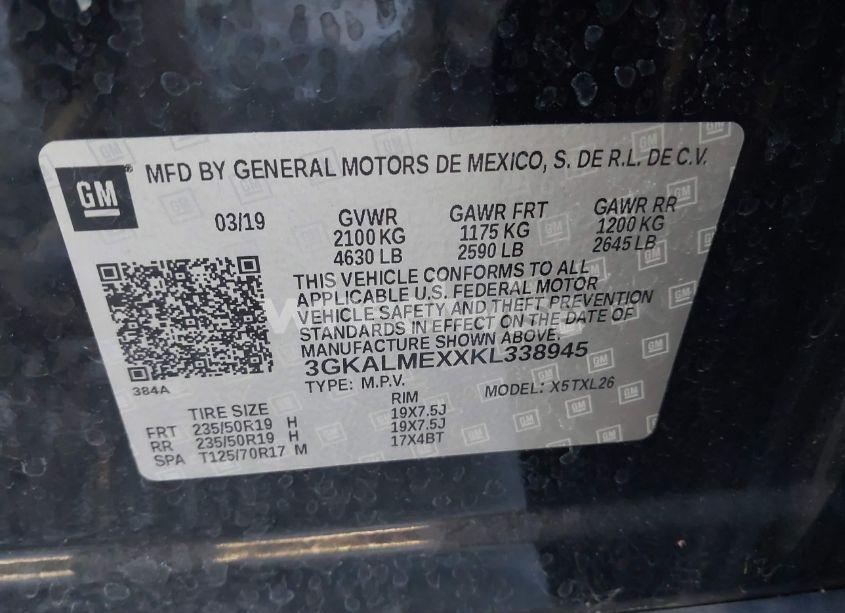 GM
MFD BY GENERAL MOTORS DE MEXICO, S. DE R.L. DE C.V.
03/19 GVWR GAWR FRT GAWR RR
2100 KG 1175 KG 1200 KG
4630 LB 2590 LB 2645 LB
THIS VEHICLE CONFORMS TO ALL
APPLICABLE U.S. FEDERAL MOTOR
VEHICLE SAFETY AND THEFT PREVENTION
STANDARDS IN EFFECT ON THE DATE OF
MANUFACTURE SHOWN ABOVE.
3GKALMEXXKL338945
384A
TYPE: M.P.V. MODEL: X5TXL26
TIRE SIZE RIM
FRT 235/50R19 H 19X7.5J
RR 235/50R19 H 19X7.5J
SPA T125/70R17 M 17X4BT